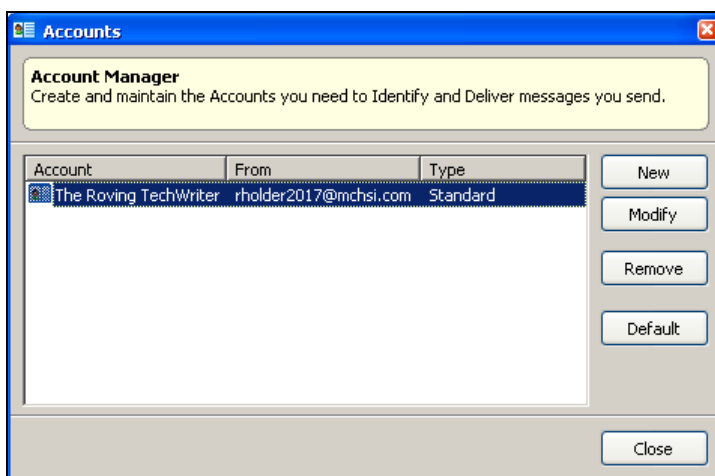 Accounts
Account Manager
Create and maintain the Accounts you need to Identify and Deliver messages you send.
Account From Type
The Roving TechWriter rholder2017@mchsi.com Standard
New
Modify
Remove
Default
Close